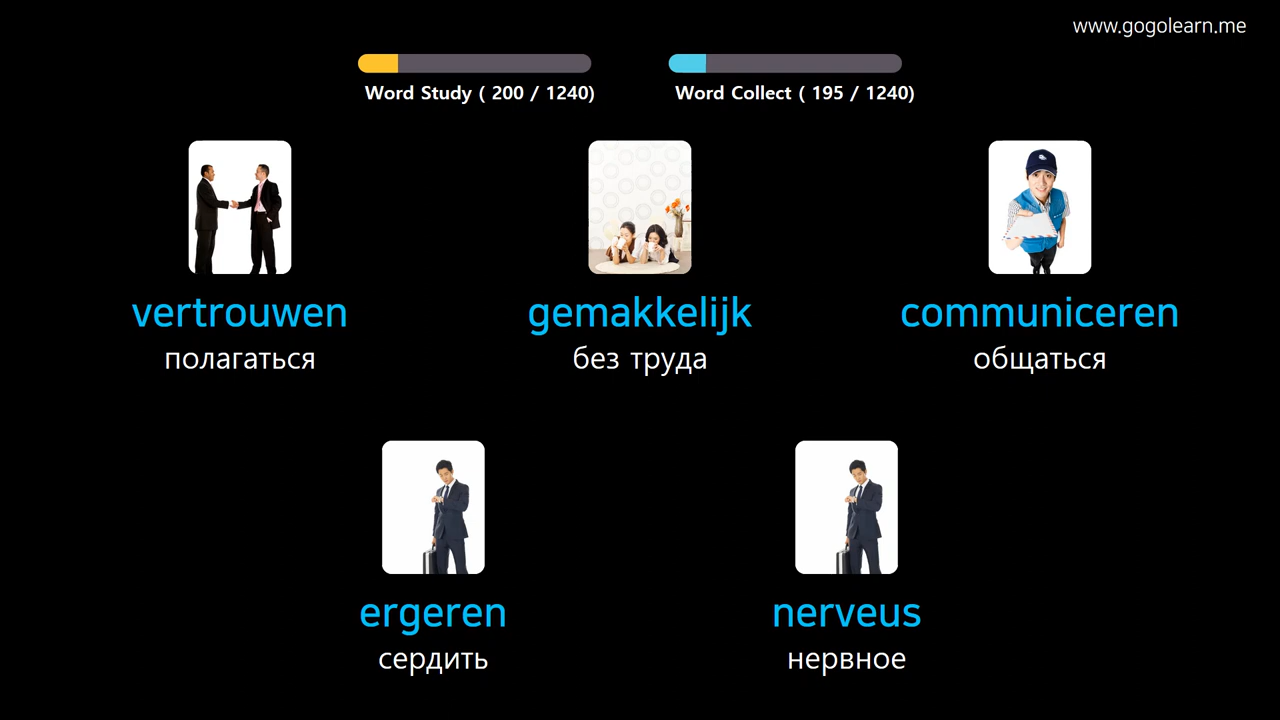 www.gogolearn.me
Word Study ( 200 / 1240)
Word Collect ( 195 / 1240)
vertrouwen
полагаться
gemakkelijk
без труда
communiceren
общаться
ergeren
сердить
nerveus
нервное